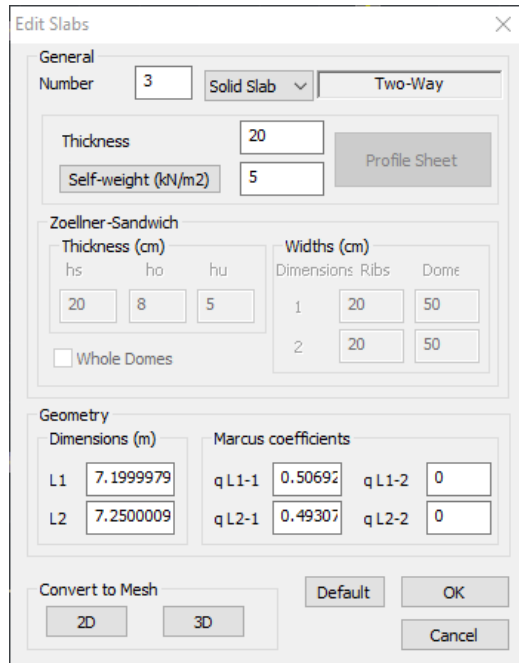 Edit Slabs
General
Number 3 Solid Slab Two-Way
Thickness 20
Self-weight (kN/m2) 5 Profile Sheet
Zoellner-Sandwich
Thickness (cm) Widths (cm)
hs ho hu Dimensions Ribs Dome
20 8 5 1 20 50
2 20 50
Whole Domes
Geometry
Dimensions (m) Marcus coefficients
L1 7.1999979 q L1-1 0.50692 q L1-2 0
L2 7.2500009 q L2-1 0.49307 q L2-2 0
Convert to Mesh Default OK
2D 3D
Cancel